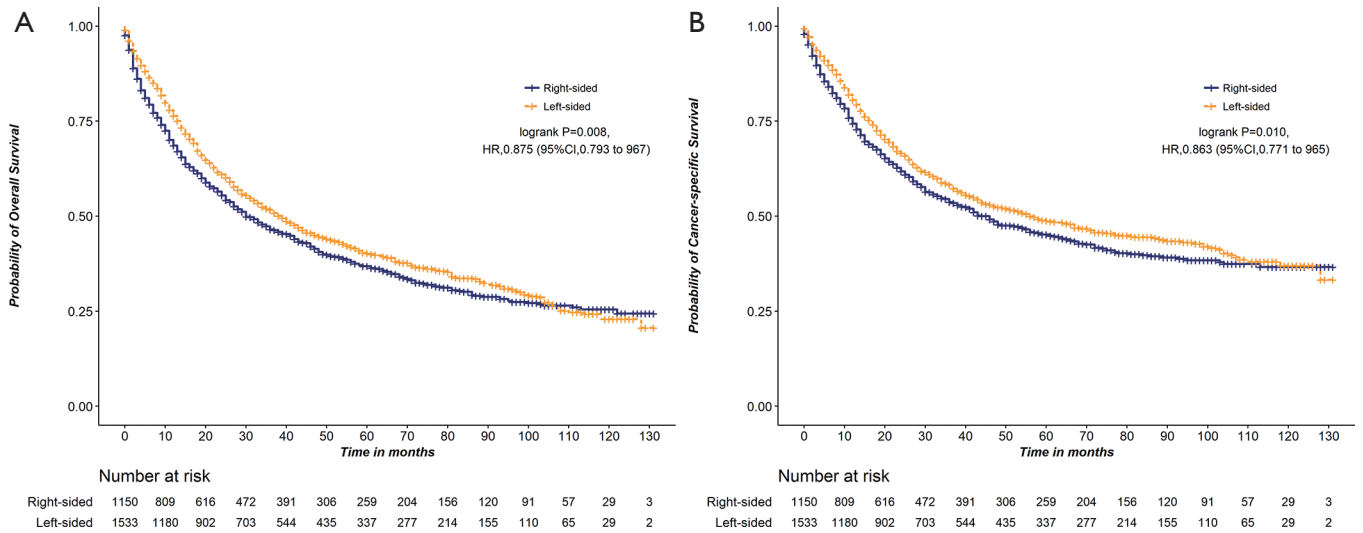 A
Probability of Overall Survival
1.00
0.75
0.50
0.25
0.00
Right-sided
Left-sided
logrank P=0.008,
HR,0.875 (95%CI,0.793 to 967)
0 10 20 30 40 50 60 70 80 90 100 110 120 130
Time in months
Number at risk
Right-sided 1150 809 616 472 391 306 259 204 156 120 91 57 29 3
Left-sided 1533 1180 902 703 544 435 337 277 214 155 110 65 29 2
B
Probability of Cancer-specific Survival
1.00
0.75
0.50
0.25
0.00
Right-sided
Left-sided
logrank P=0.010,
HR,0.863 (95%CI,0.771 to 965)
0 10 20 30 40 50 60 70 80 90 100 110 120 130
Time in months
Number at risk
Right-sided 1150 809 616 472 391 306 259 204 156 120 91 57 29 3
Left-sided 1533 1180 902 703 544 435 337 277 214 155 110 65 29 2